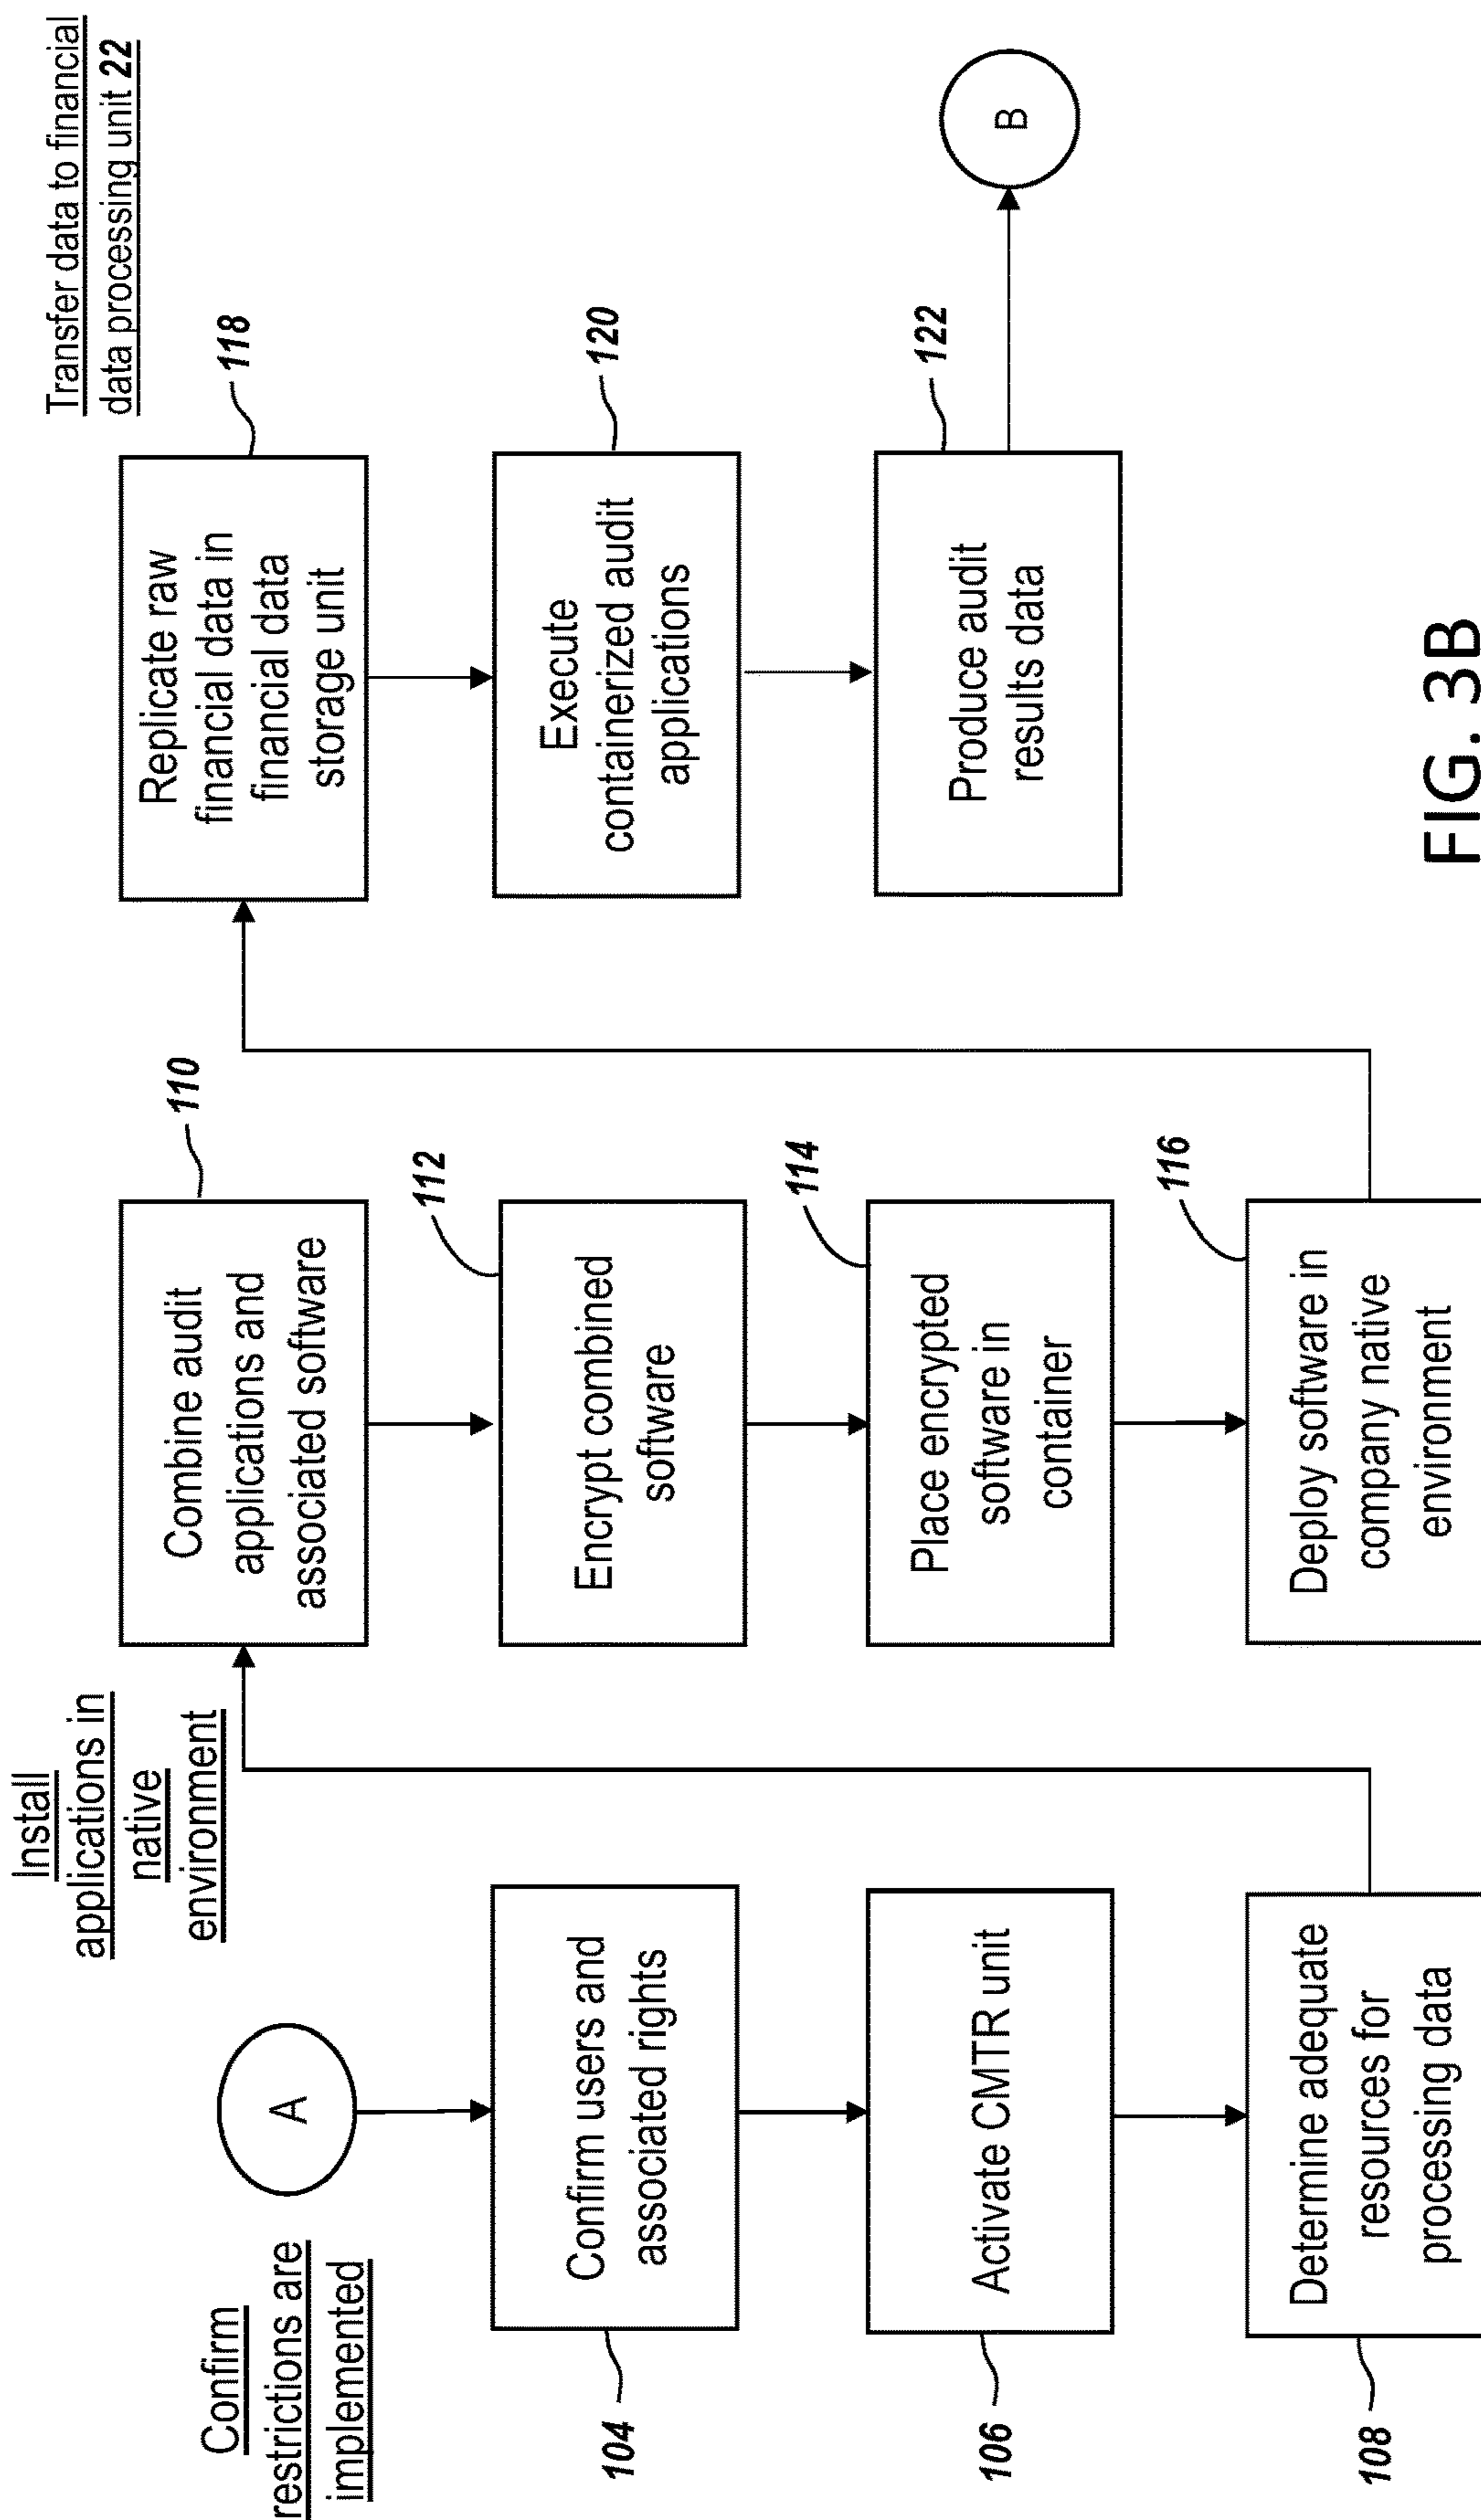 Confirm
restrictions are
implemented
A
104
Confirm users and
associated rights
106
Activate CMTR unit
108
Determine adequate
resources for
processing data
Install
applications in
native
environment
110
Combine audit
applications and
associated software
112
Encrypt combined
software
114
Place encrypted
software in
container
116
Deploy software in
company native
environment
Transfer data to financial
data processing unit 22
118
Replicate raw
financial data in
financial data
storage unit
120
Execute
containerized audit
applications
122
Produce audit
results data
B
FIG. 3B